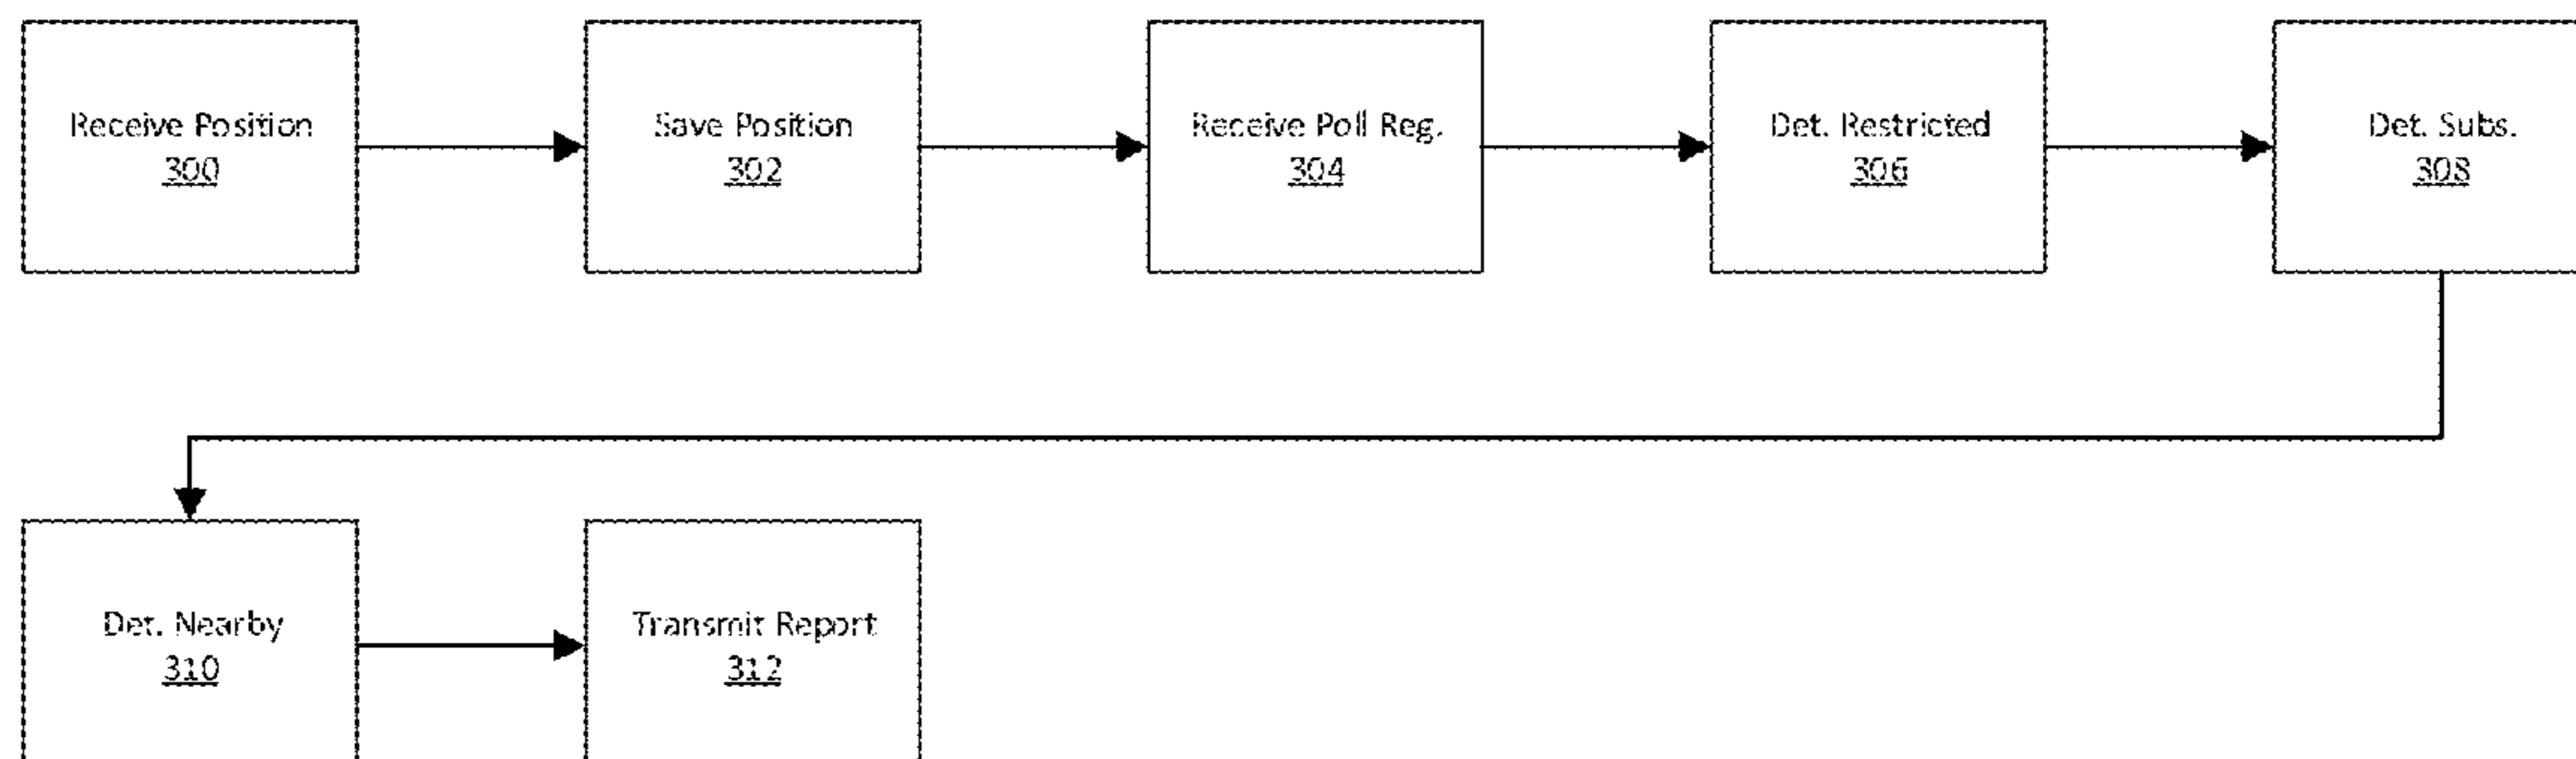 Receive Position
300
Save Position
302
Receive Poll Reg.
304
Det. Restricted
306
Det. Subs.
308
Det. Nearby
310
Transmit Report
312